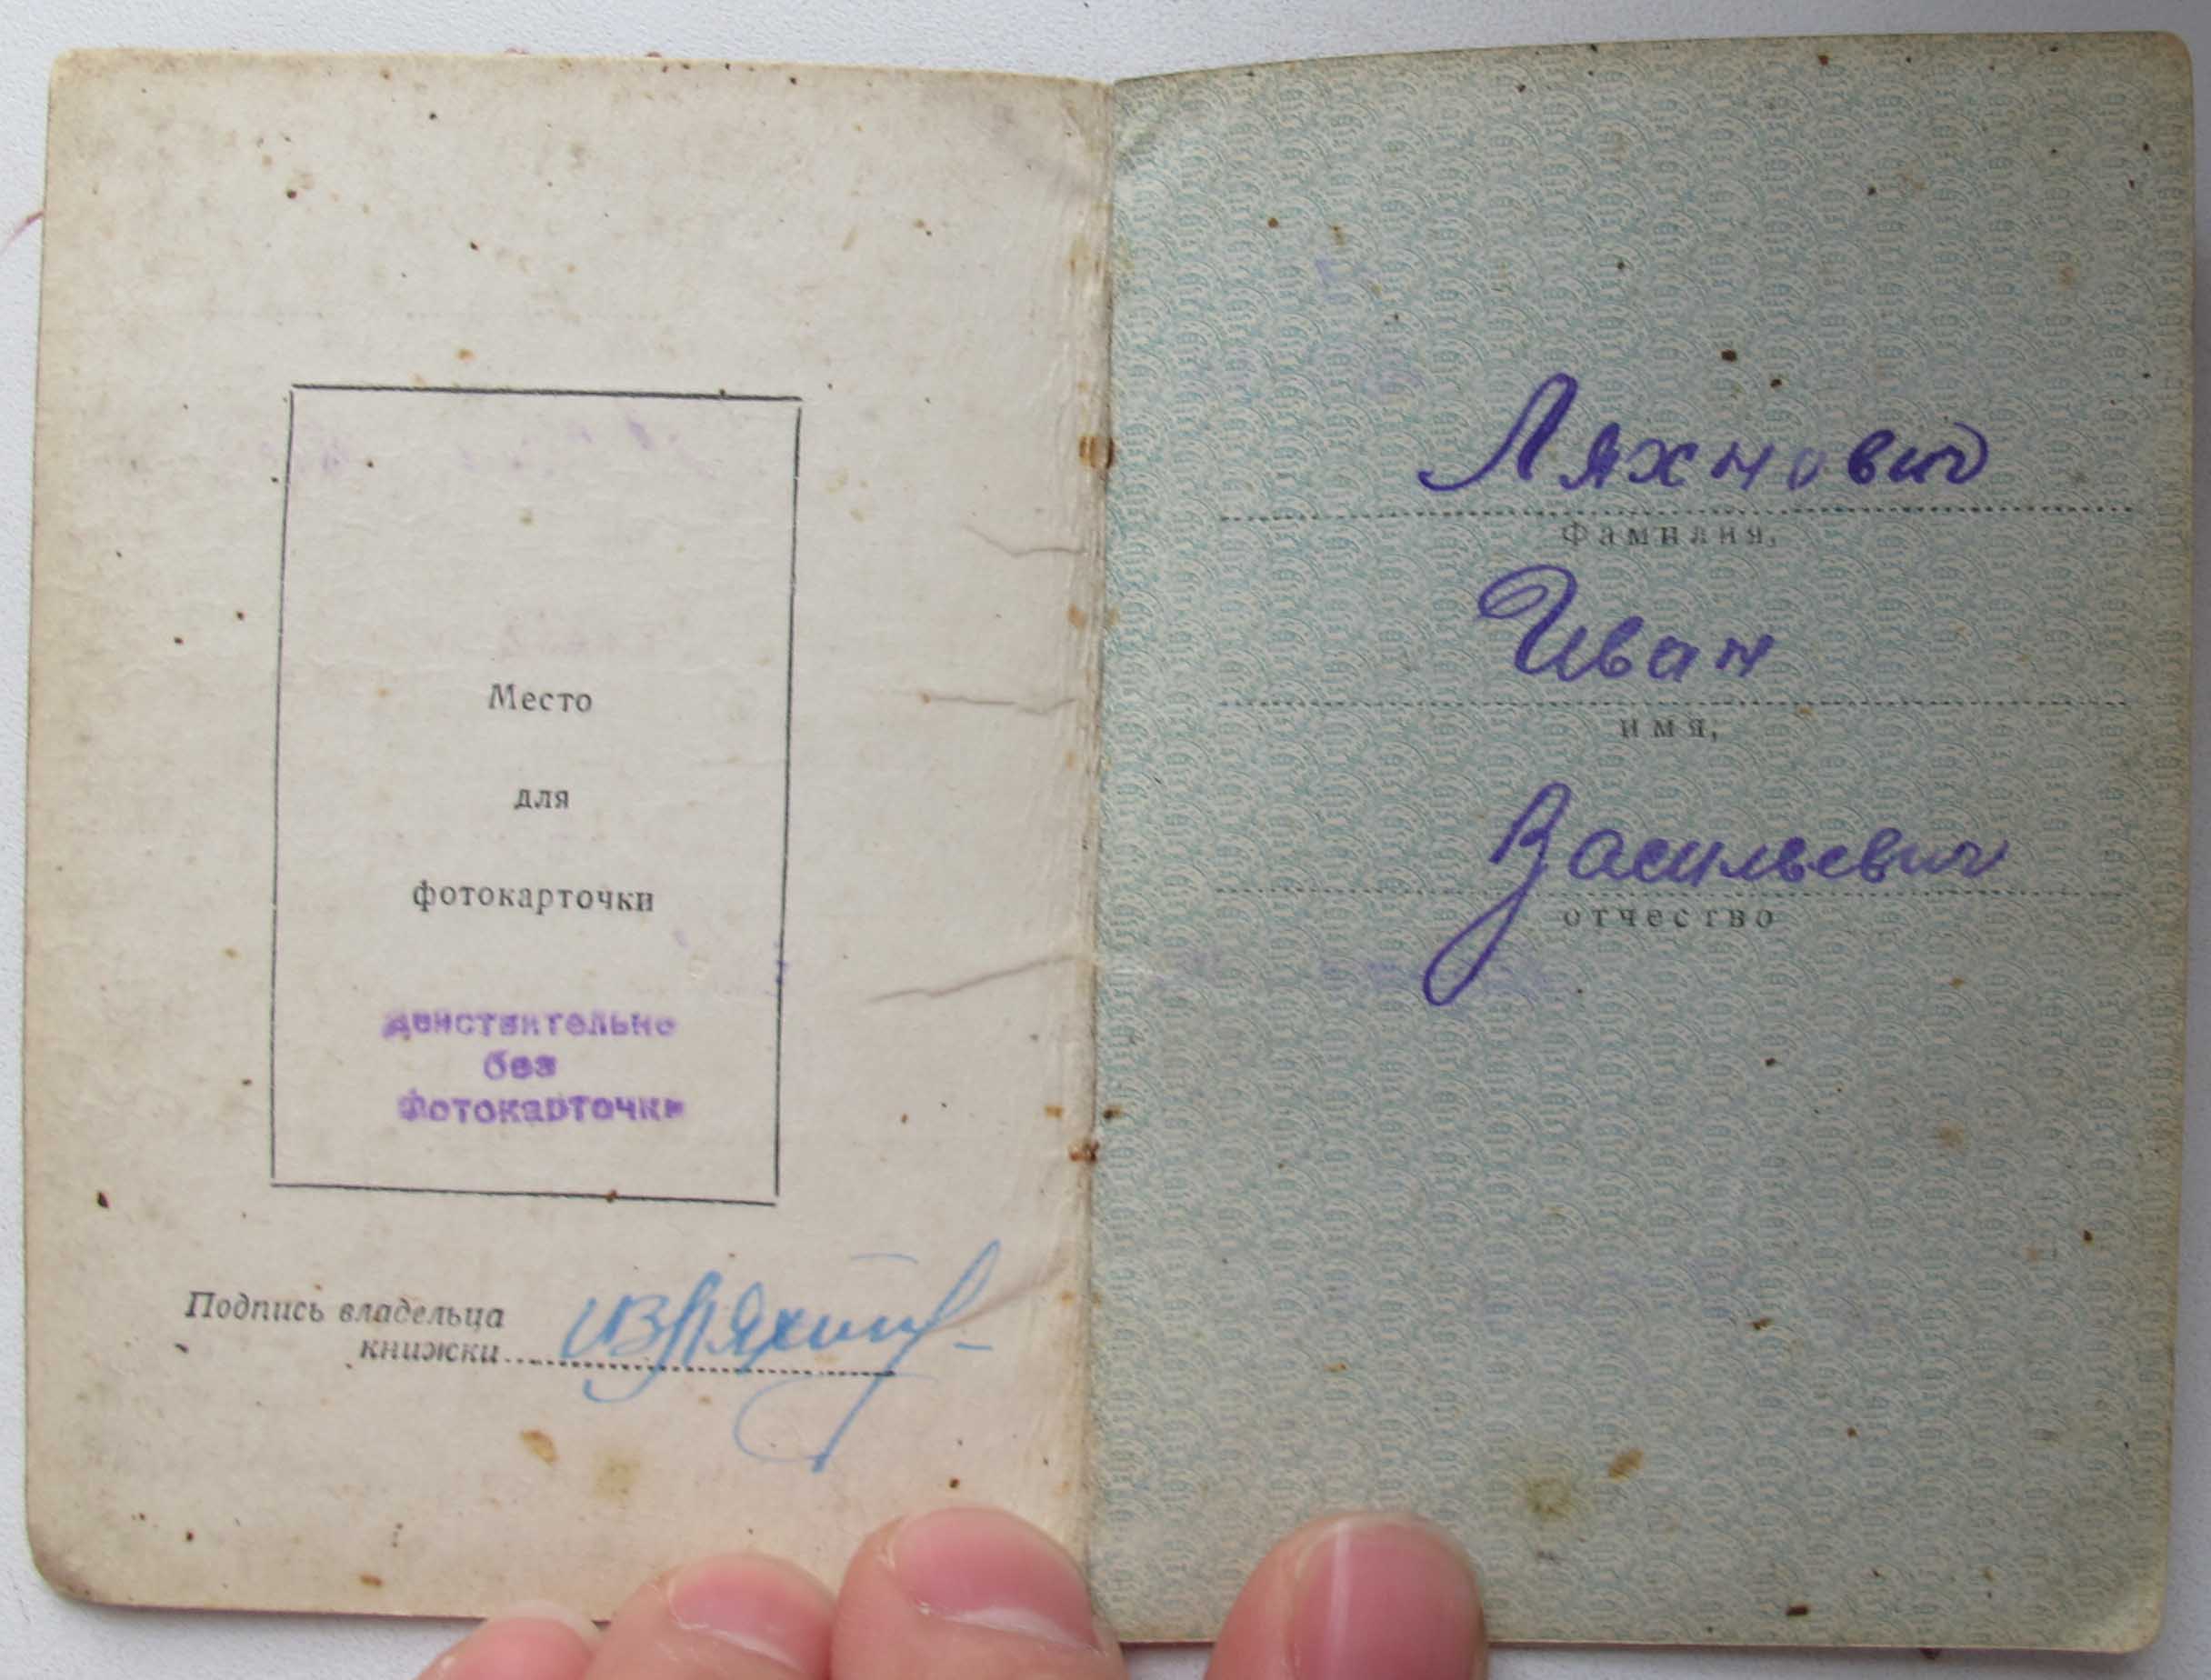 Место
для
фотокарточки
действительно
без
фотокарточки
Подпись владельца
книжки
Ляхнович
фамилия,
Иван
имя,
Васильевич
отчество